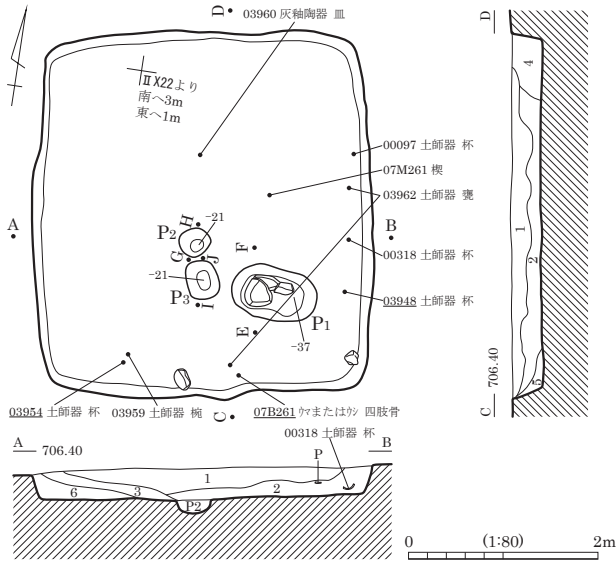 D
03960 灰釉陶器 皿
D
ⅡX22より
南へ3m
東へ1m
4
00097 土師器 杯
07M261 楔
03962 土師器 甕
-21
H
P2
A
B
F
G
J
00318 土師器 杯
1
2
-21
P3
I
03948 土師器 杯
P1
E
-37
706.40
5
03954 土師器 杯
03959 土師器 椀
C
07B261 ウマまたはウシ 四肢骨
C
00318 土師器 杯
A
706.40
P
B
1
2
6
3
P2
0
(1:80)
2m